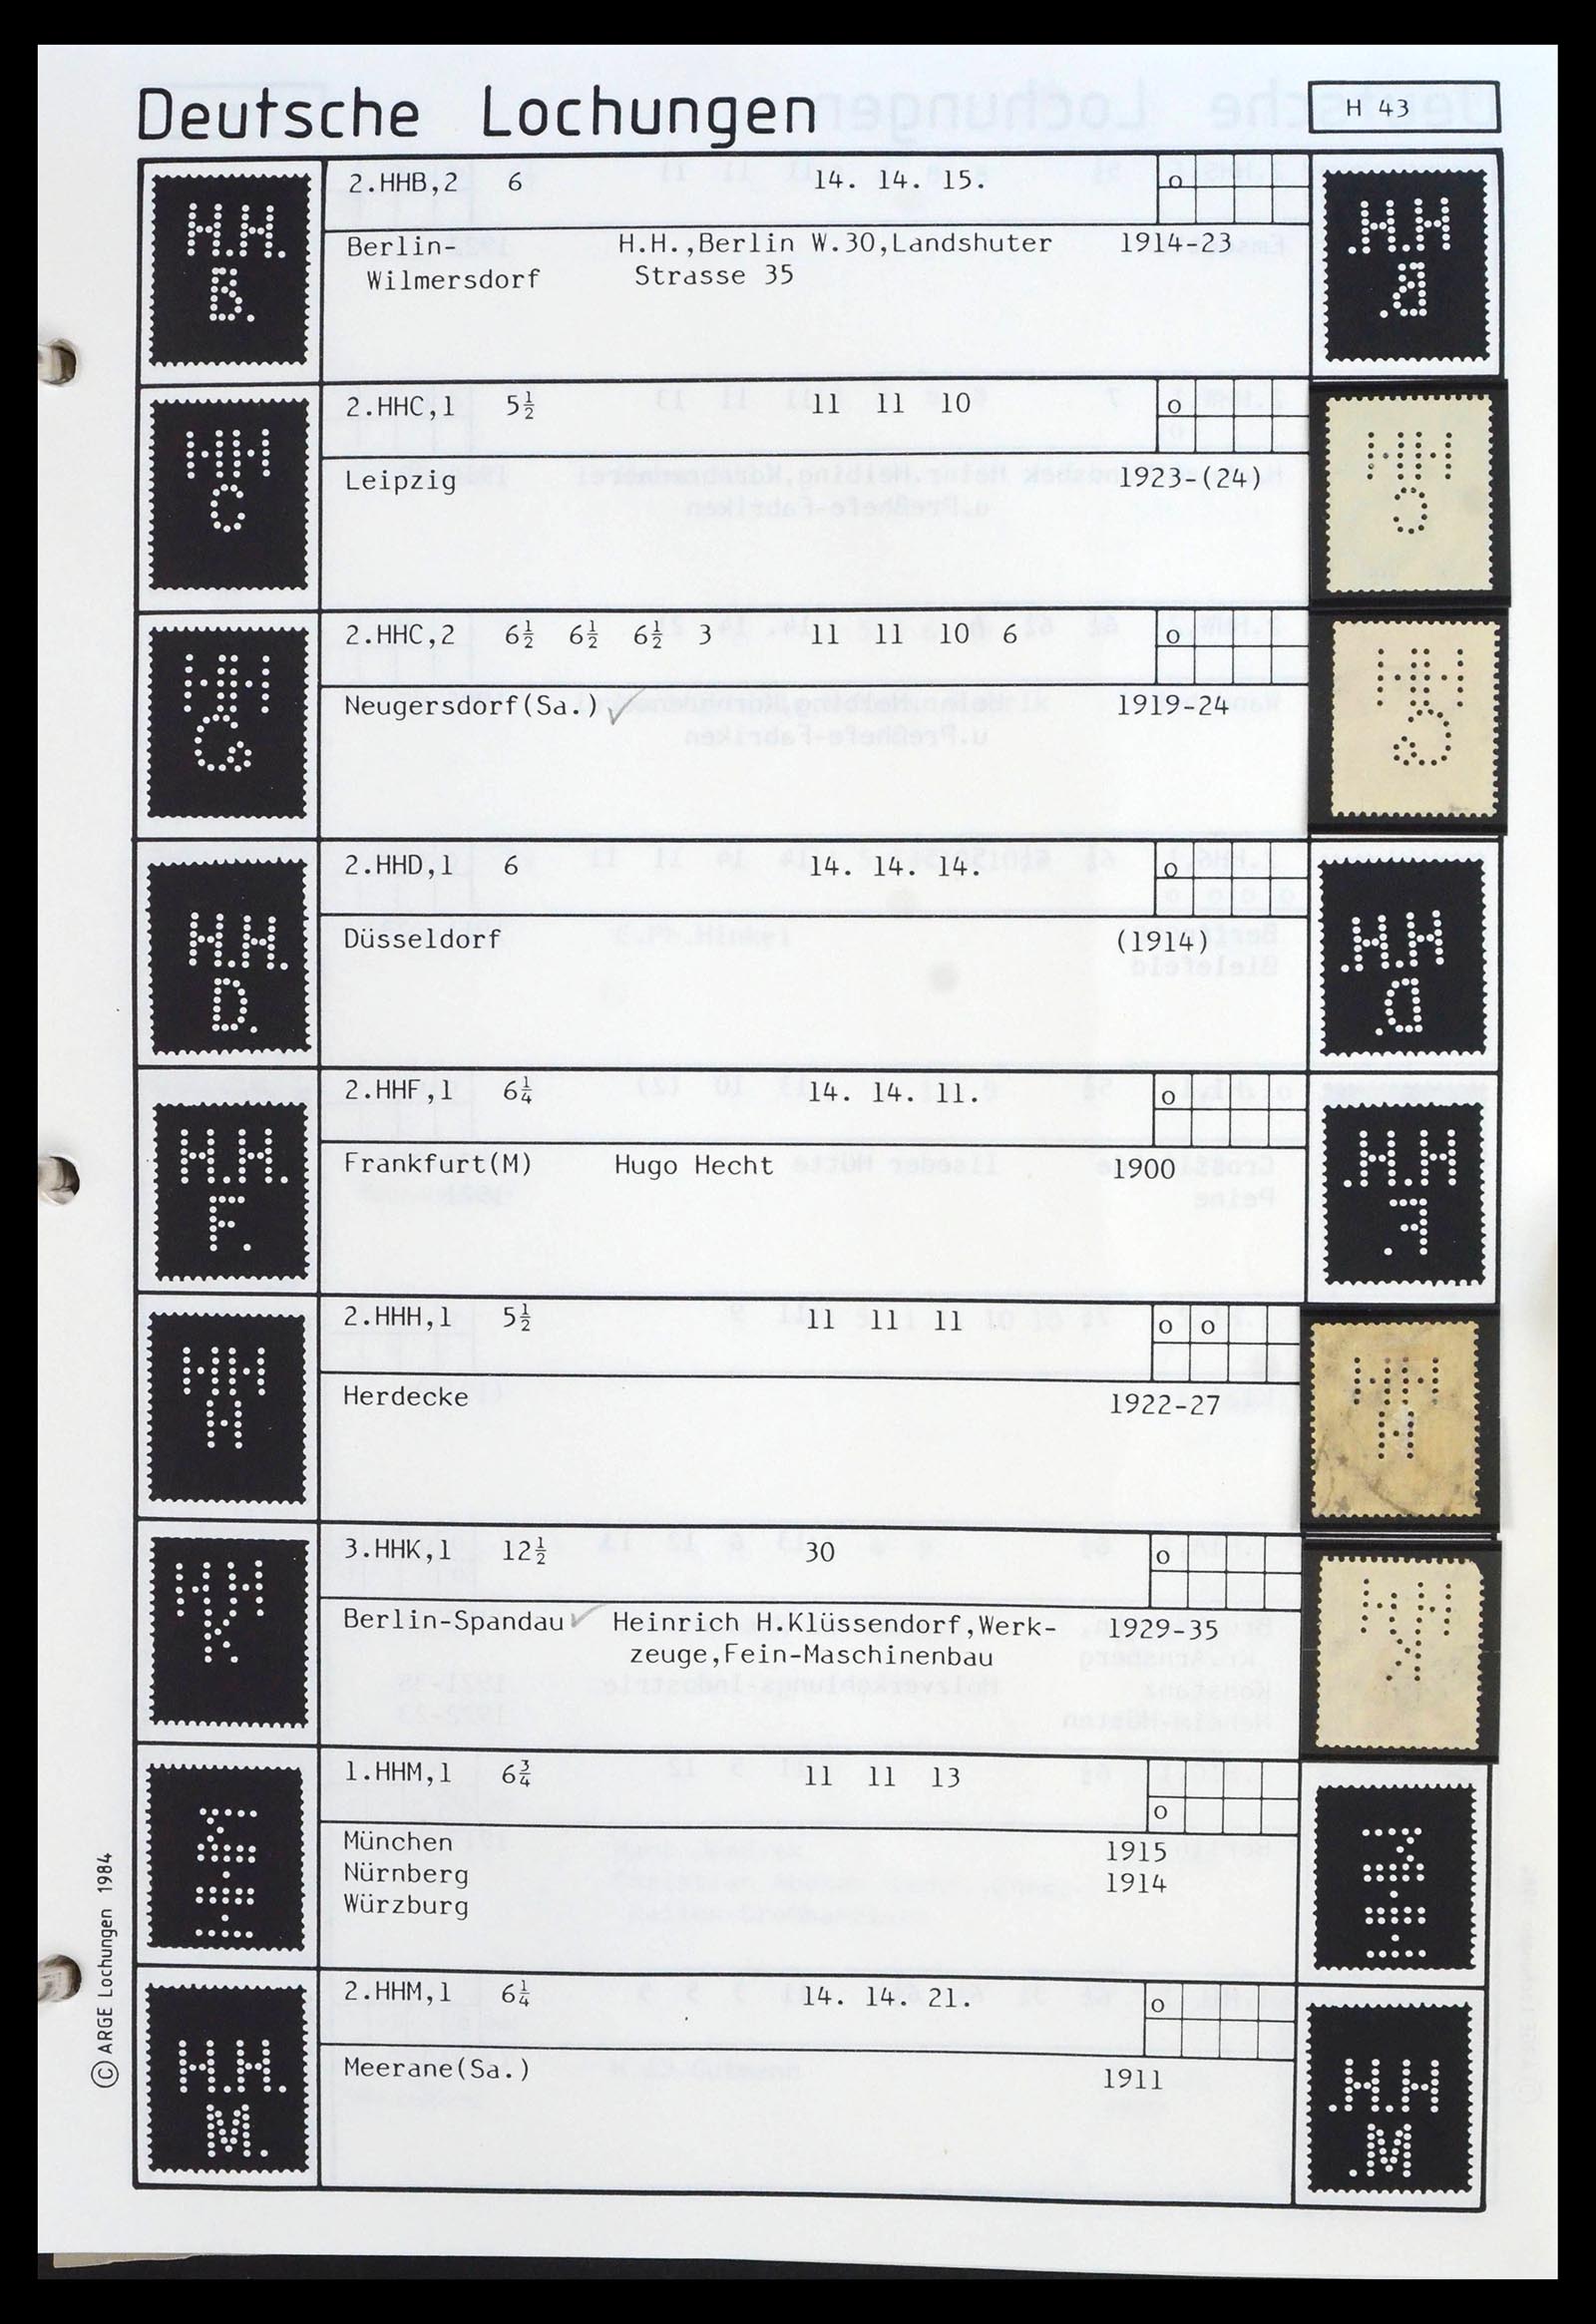 Deutsche Lochungen
H 43
H.H.
B.
2.HHB,2 6 14. 14. 15. o
Berlin- H.H.,Berlin W.30,Landshuter 1914-23
Wilmersdorf Strasse 35
HH
C
2.HHC,1 5½ 11 11 10 o
Leipzig 1923-(24)
HH
C
2.HHC,2 6½ 6½ 6½ 3 11 11 10 6 o
Neugersdorf(Sa.) ✓ 1919-24
H.H.
D.
2.HHD,1 6 14. 14. 14. o
Düsseldorf (1914)
H.H.
F.
2.HHF,1 6¼ 14. 14. 11. o
Frankfurt(M) Hugo Hecht 1900
HH
H
2.HHH,1 5½ 11 11 11 o o
Herdecke 1922-27
HH
K
3.HHK,1 12½ 30 o
Berlin-Spandau ✓ Heinrich H.Klüssendorf,Werk- 1929-35
zeuge,Fein-Maschinenbau
HHM
1.HHM,1 6¾ 11 11 13 o
München 1915
Nürnberg 1914
Würzburg
H.H.
M.
2.HHM,1 6¼ 14. 14. 21. o
Meerane(Sa.) 1911
© ARGE Lochungen 1984